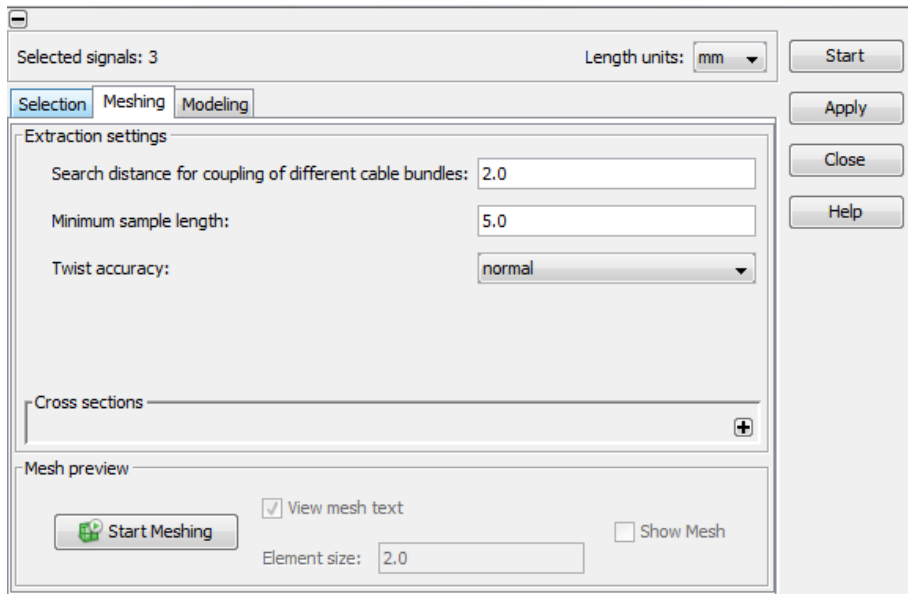 Selected signals: 3 Length units: mm Start
Selection Meshing Modeling Apply
Extraction settings
Search distance for coupling of different cable bundles: 2.0 Close
Minimum sample length: 5.0 Help
Twist accuracy: normal
Cross sections
Mesh preview
View mesh text
Start Meshing Show Mesh
Element size: 2.0